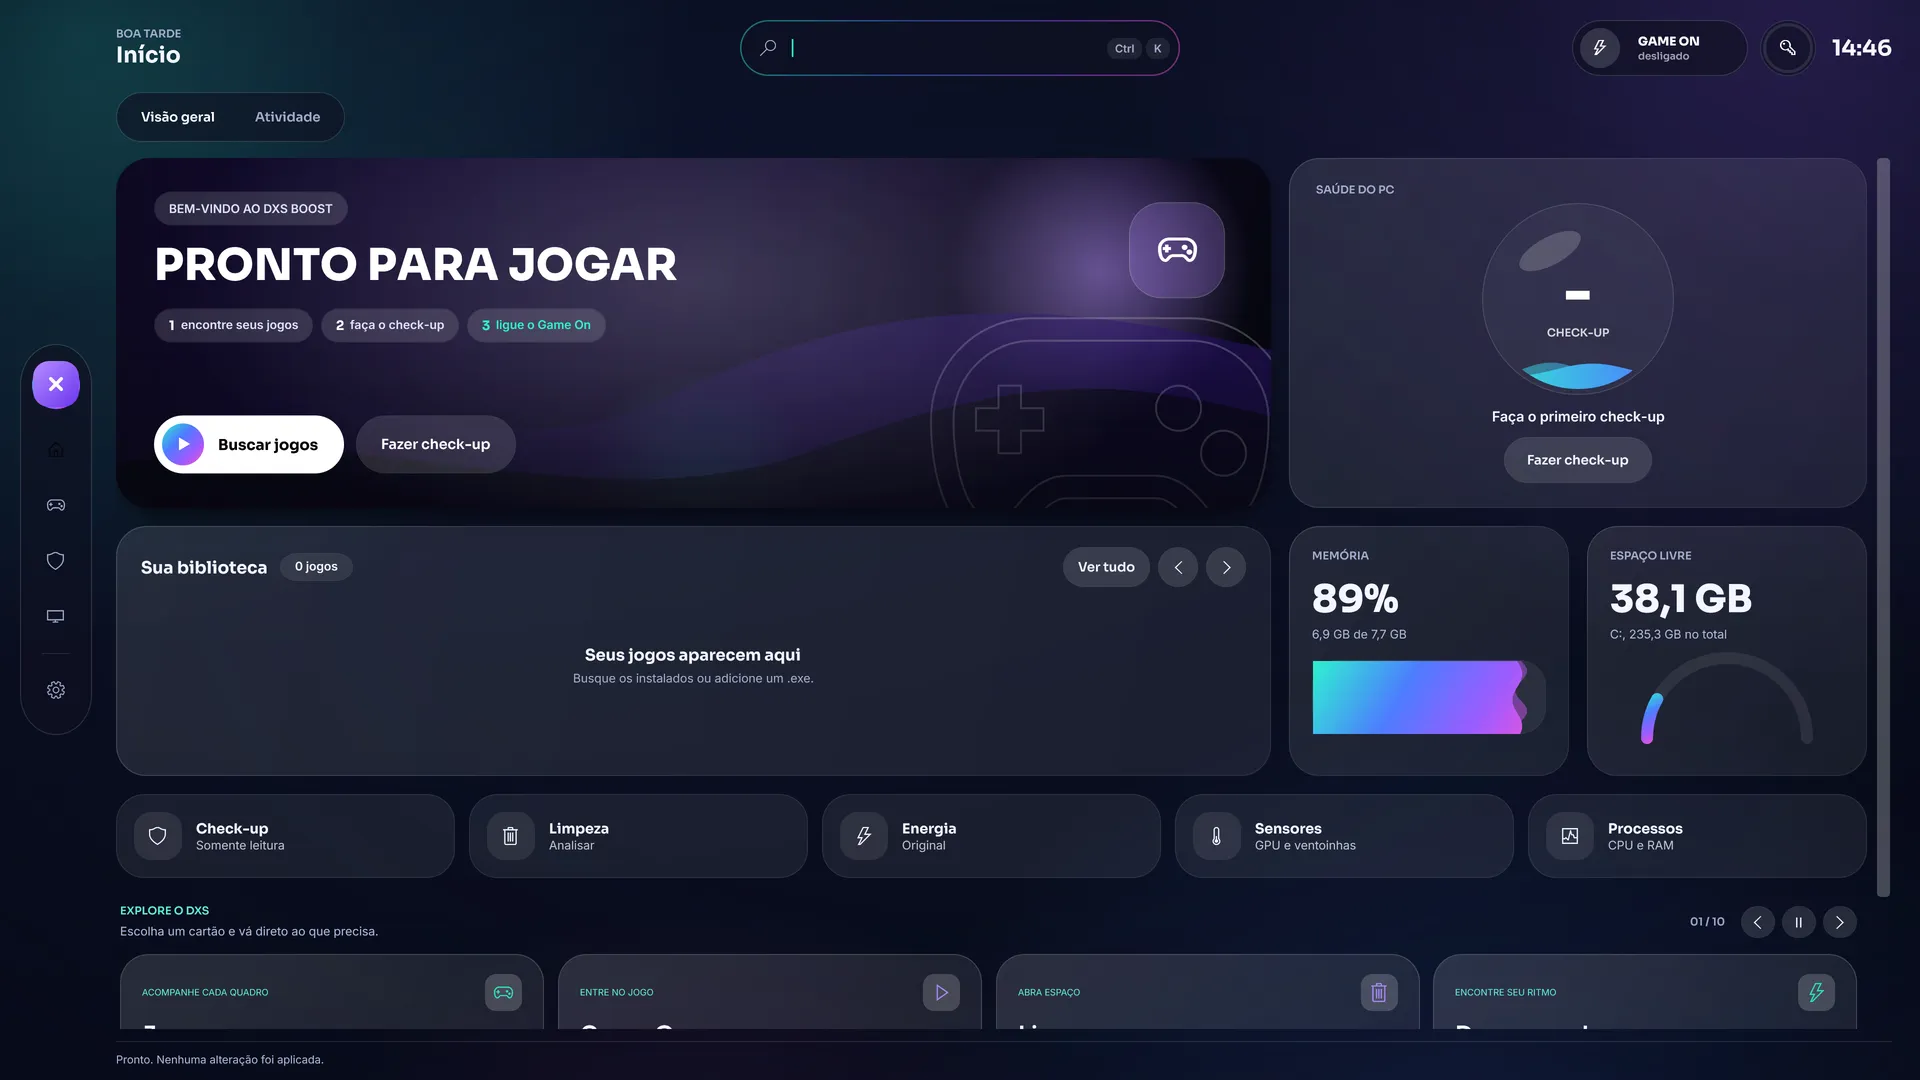 BOA TARDE
Início
Ctrl K
GAME ON
desligado
14:46
Visão geral
Atividade
BEM-VINDO AO DXS BOOST
PRONTO PARA JOGAR
1 encontre seus jogos
2 faça o check-up
3 ligue o Game On
Buscar jogos
Fazer check-up
SAÚDE DO PC
CHECK-UP
Faça o primeiro check-up
Fazer check-up
Sua biblioteca
0 jogos
Ver tudo
Seus jogos aparecem aqui
Busque os instalados ou adicione um .exe.
MEMÓRIA
89%
6,9 GB de 7,7 GB
ESPAÇO LIVRE
38,1 GB
C:, 235,3 GB no total
Check-up
Somente leitura
Limpeza
Analisar
Energia
Original
Sensores
GPU e ventoinhas
Processos
CPU e RAM
EXPLORE O DXS
Escolha um cartão e vá direto ao que precisa.
01 / 10
ACOMPANHE CADA QUADRO
ENTRE NO JOGO
ABRA ESPAÇO
ENCONTRE SEU RITMO
Pronto. Nenhuma alteração foi aplicada.